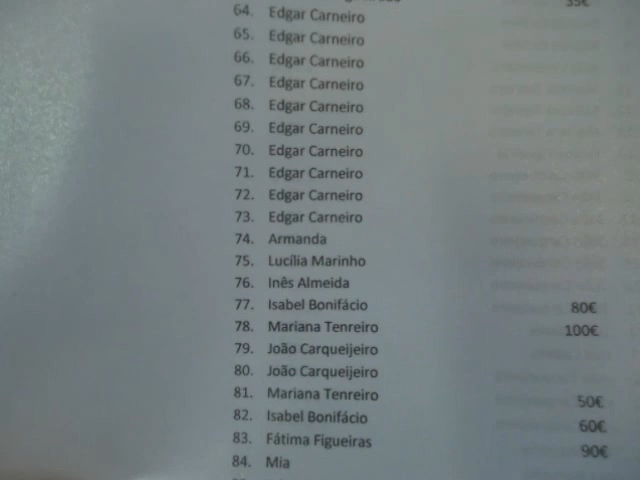 35€
64. Edgar Carneiro
65. Edgar Carneiro
66. Edgar Carneiro
67. Edgar Carneiro
68. Edgar Carneiro
69. Edgar Carneiro
70. Edgar Carneiro
71. Edgar Carneiro
72. Edgar Carneiro
73. Edgar Carneiro
74. Armanda
75. Lucília Marinho
76. Inês Almeida
77. Isabel Bonifácio 80€
78. Mariana Tenreiro 100€
79. João Carqueijeiro
80. João Carqueijeiro
81. Mariana Tenreiro 50€
82. Isabel Bonifácio 60€
83. Fátima Figueiras 90€
84. Mia